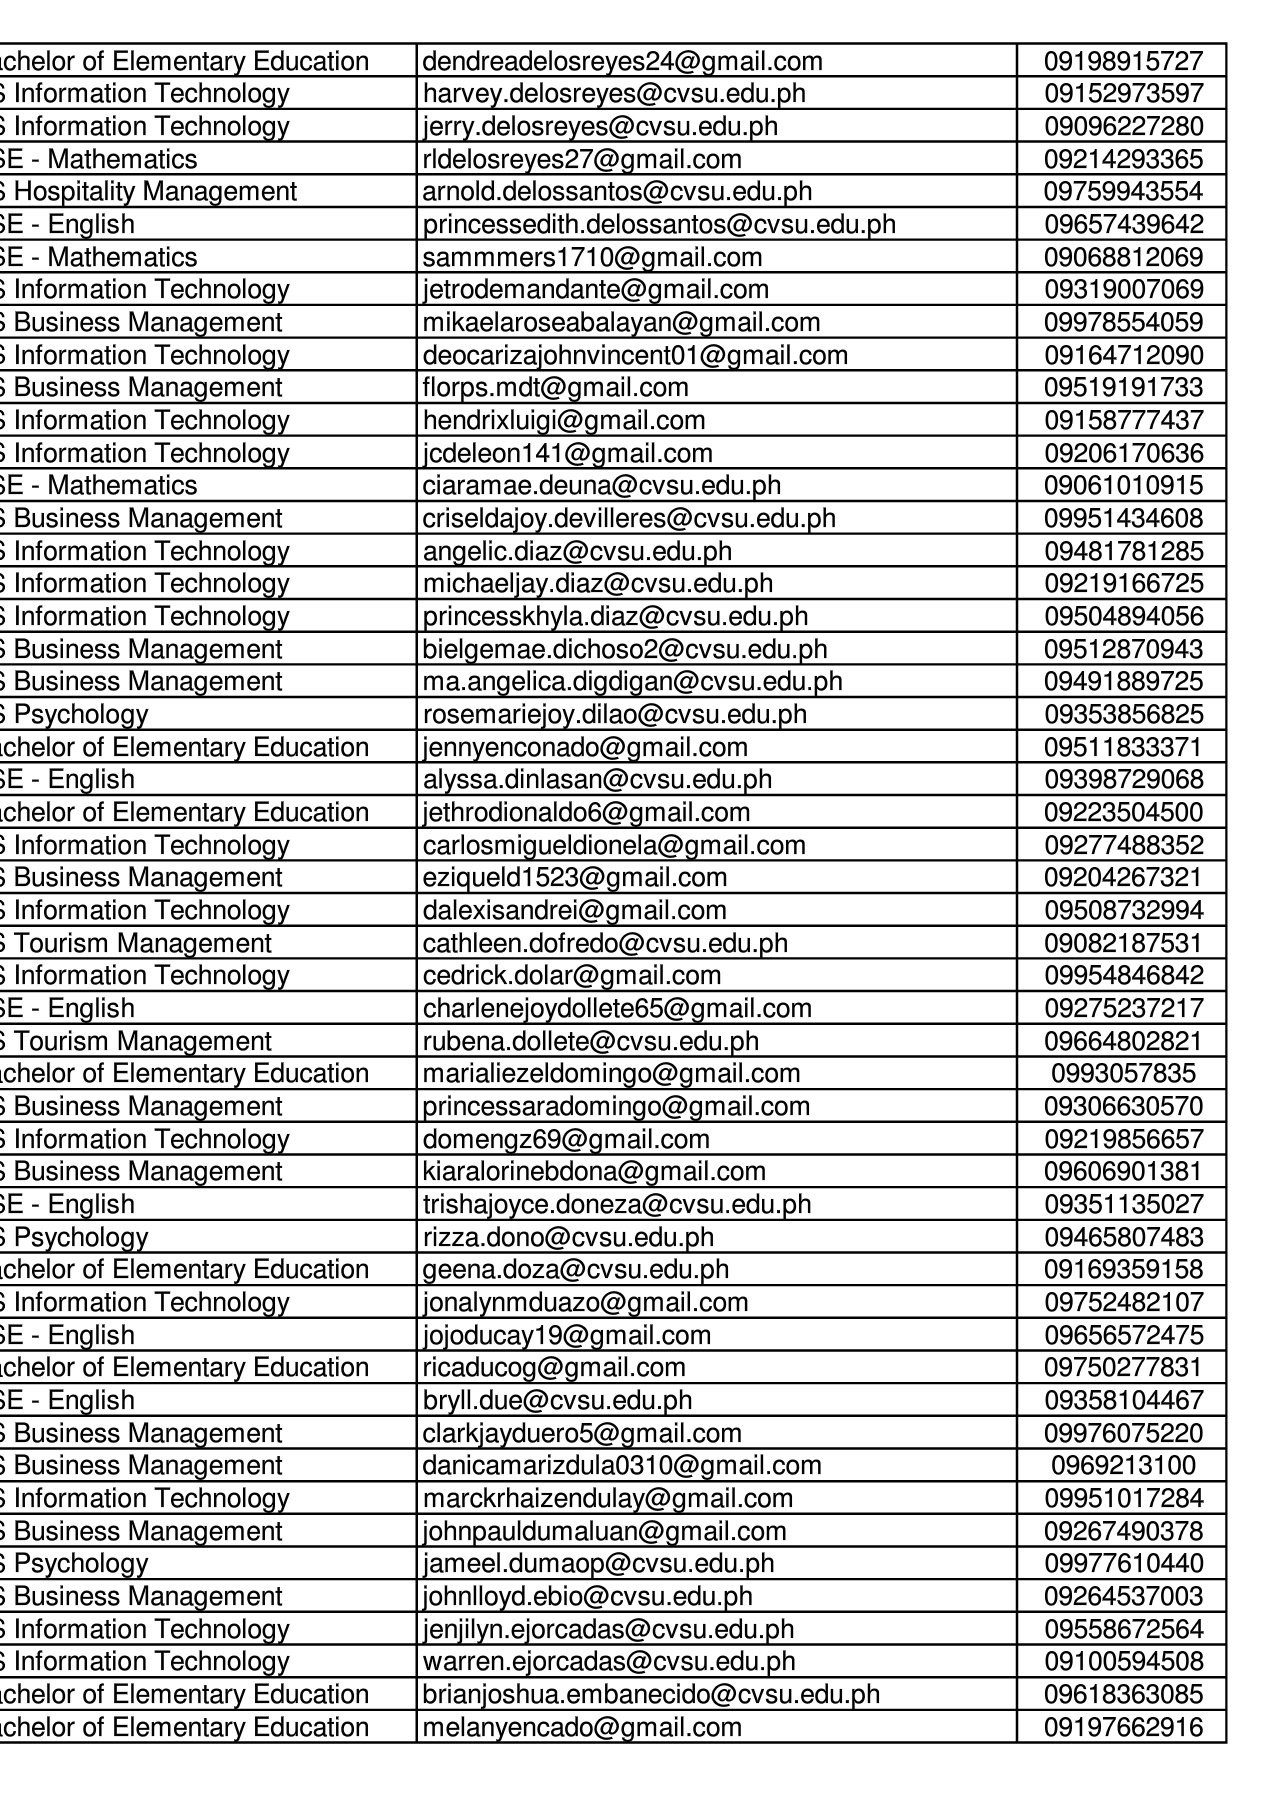 achelor of Elementary Education dendreadelosreyes24@gmail.com 09198915727
S Information Technology harvey.delosreyes@cvsu.edu.ph 09152973597
S Information Technology jerry.delosreyes@cvsu.edu.ph 09096227280
SE - Mathematics rldelosreyes27@gmail.com 09214293365
S Hospitality Management arnold.delossantos@cvsu.edu.ph 09759943554
SE - English princessedith.delossantos@cvsu.edu.ph 09657439642
SE - Mathematics sammmers1710@gmail.com 09068812069
S Information Technology jetrodemandante@gmail.com 09319007069
S Business Management mikaelaroseabalayan@gmail.com 09978554059
S Information Technology deocarizajohnvincent01@gmail.com 09164712090
S Business Management florps.mdt@gmail.com 09519191733
S Information Technology hendrixluigi@gmail.com 09158777437
S Information Technology jcdeleon141@gmail.com 09206170636
SE - Mathematics ciaramae.deuna@cvsu.edu.ph 09061010915
S Business Management criseldajoy.devilleres@cvsu.edu.ph 09951434608
S Information Technology angelic.diaz@cvsu.edu.ph 09481781285
S Information Technology michaeljay.diaz@cvsu.edu.ph 09219166725
S Information Technology princesskhyla.diaz@cvsu.edu.ph 09504894056
S Business Management bielgemae.dichoso2@cvsu.edu.ph 09512870943
S Business Management ma.angelica.digdigan@cvsu.edu.ph 09491889725
S Psychology rosemariejoy.dilao@cvsu.edu.ph 09353856825
achelor of Elementary Education jennyenconado@gmail.com 09511833371
SE - English alyssa.dinlasan@cvsu.edu.ph 09398729068
achelor of Elementary Education jethrodionaldo6@gmail.com 09223504500
S Information Technology carlosmigueldionela@gmail.com 09277488352
S Business Management eziqueld1523@gmail.com 09204267321
S Information Technology dalexisandrei@gmail.com 09508732994
S Tourism Management cathleen.dofredo@cvsu.edu.ph 09082187531
S Information Technology cedrick.dolar@gmail.com 09954846842
SE - English charlenejoydollete65@gmail.com 09275237217
S Tourism Management rubena.dollete@cvsu.edu.ph 09664802821
achelor of Elementary Education marialiezeldomingo@gmail.com 0993057835
S Business Management princessaradomingo@gmail.com 09306630570
S Information Technology domengz69@gmail.com 09219856657
S Business Management kiaralorinebdona@gmail.com 09606901381
SE - English trishajoyce.doneza@cvsu.edu.ph 09351135027
S Psychology rizza.dono@cvsu.edu.ph 09465807483
achelor of Elementary Education geena.doza@cvsu.edu.ph 09169359158
S Information Technology jonalynmduazo@gmail.com 09752482107
SE - English jojoducay19@gmail.com 09656572475
achelor of Elementary Education ricaducog@gmail.com 09750277831
SE - English bryll.due@cvsu.edu.ph 09358104467
S Business Management clarkjayduero5@gmail.com 09976075220
S Business Management danicamarizdula0310@gmail.com 0969213100
S Information Technology marckrhaizendulay@gmail.com 09951017284
S Business Management johnpauldumaluan@gmail.com 09267490378
S Psychology jameel.dumaop@cvsu.edu.ph 09977610440
S Business Management johnlloyd.ebio@cvsu.edu.ph 09264537003
S Information Technology jenjilyn.ejorcadas@cvsu.edu.ph 09558672564
S Information Technology warren.ejorcadas@cvsu.edu.ph 09100594508
achelor of Elementary Education brianjoshua.embanecido@cvsu.edu.ph 09618363085
achelor of Elementary Education melanyencado@gmail.com 09197662916